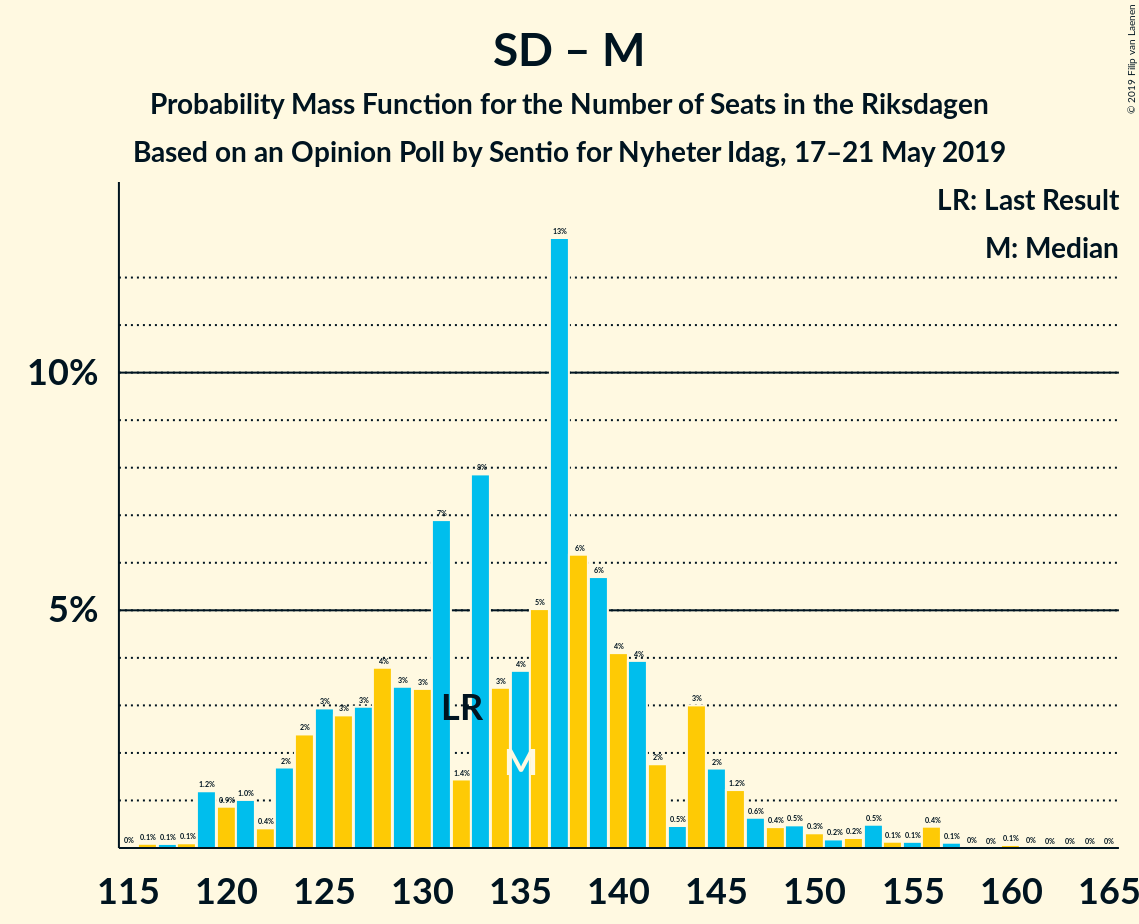 SD – M
Probability Mass Function for the Number of Seats in the Riksdagen
Based on an Opinion Poll by Sentio for Nyheter Idag, 17–21 May 2019
© 2019 Filip van Laenen
LR: Last Result
M: Median
10%
5%
0% 0.1% 0.1% 0.1% 1.2% 0.9% 1.0% 0.4% 2% 2% 3% 3% 3% 4% 3% 3% 7% 1.4% 8% 3% 4% 5% 13% 6% 6% 4% 4% 2% 0.5% 3% 2% 1.2% 0.6% 0.4% 0.5% 0.3% 0.2% 0.2% 0.5% 0.1% 0.1% 0.4% 0.1% 0% 0% 0.1% 0% 0% 0% 0% 0%
LR
M
115 120 125 130 135 140 145 150 155 160 165